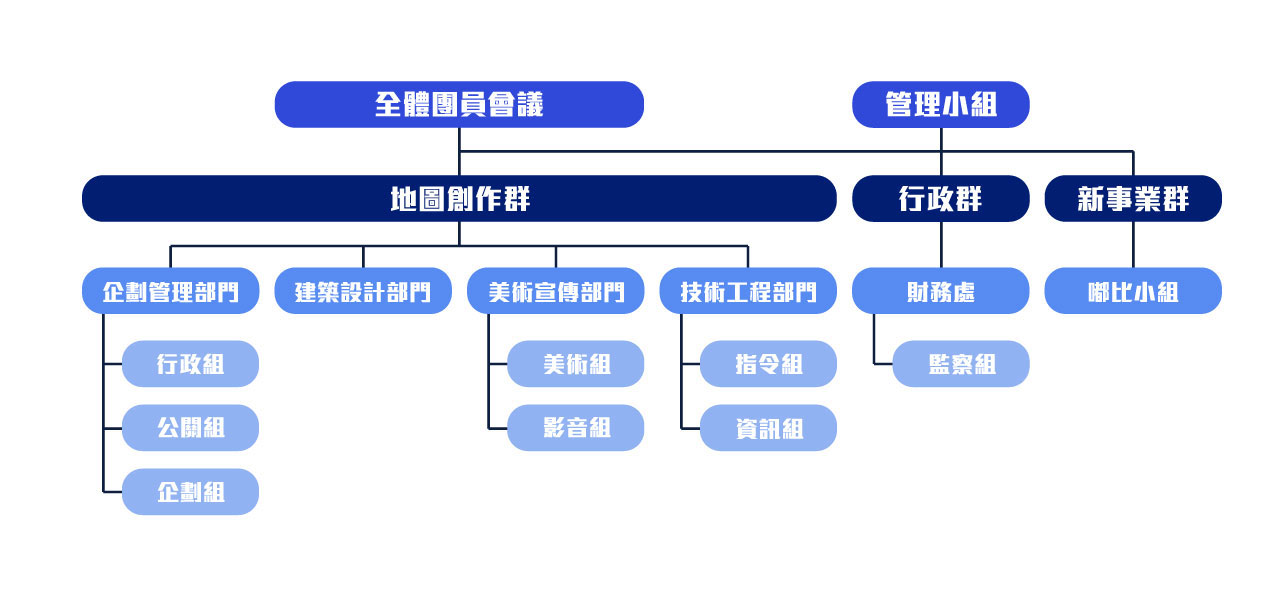 全體團員會議
管理小組
地圖創作群
行政群
新事業群
企劃管理部門
建築設計部門
美術宣傳部門
技術工程部門
財務處
嘟比小組
行政組
美術組
指令組
監察組
公關組
影音組
資訊組
企劃組